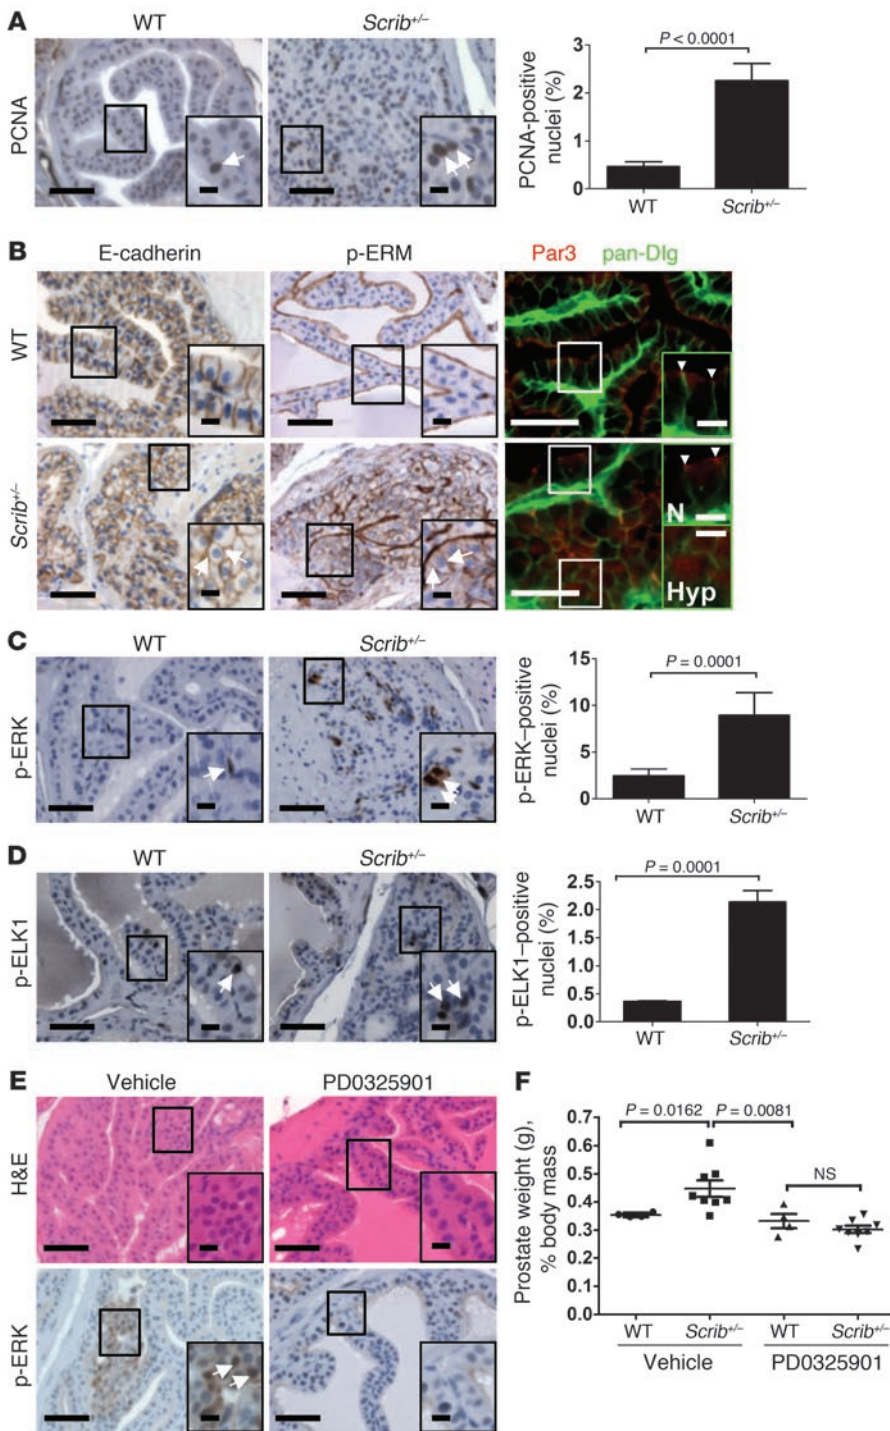 A
WT
Scrib+/–
PCNA
PCNA-positive
nuclei (%)
P < 0.0001
3
2
1
0
WT
Scrib+/–
B
E-cadherin
p-ERM
Par3 pan-Dlg
WT
Scrib+/–
N
Hyp
C
WT
Scrib+/–
p-ERK
p-ERK–positive
nuclei (%)
P = 0.0001
15
10
5
0
WT
Scrib+/–
D
WT
Scrib+/–
p-ELK1
p-ELK1–positive
nuclei (%)
P = 0.0001
2.5
2.0
1.5
1.0
0.5
0.0
WT
Scrib+/–
E
Vehicle
PD0325901
H&E
p-ERK
F
Prostate weight (g),
% body mass
P = 0.0162
P = 0.0081
NS
0.7
0.6
0.5
0.4
0.3
0.2
0.1
0.0
WT
Scrib+/–
WT
Scrib+/–
Vehicle
PD0325901